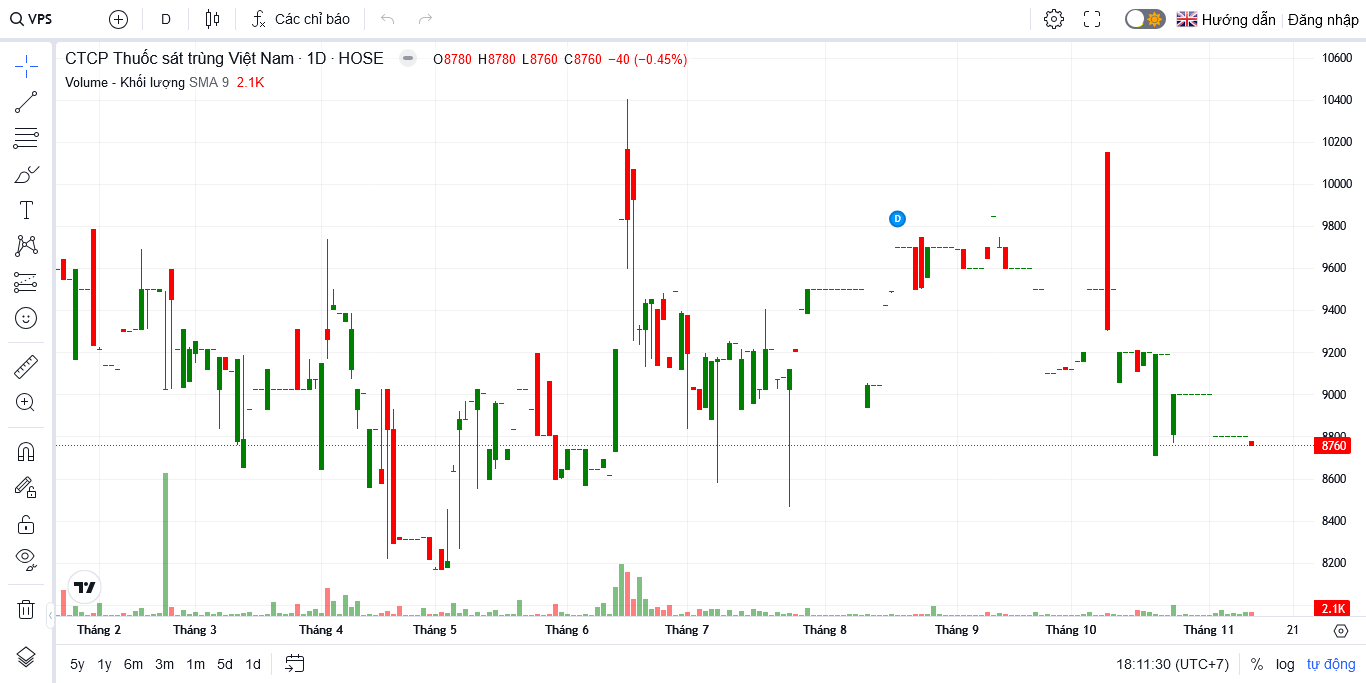 VPS D Các chỉ báo Hướng dẫn Đăng nhập
CTCP Thuốc sát trùng Việt Nam · 1D · HOSE O8780 H8780 L8760 C8760 −40 (−0.45%)
Volume - Khối lượng SMA 9 2.1K
10600
10400
10200
10000
9800
D
9600
9400
9200
9000
8800
8760
8600
8400
8200
2.1K
Tháng 2 Tháng 3 Tháng 4 Tháng 5 Tháng 6 Tháng 7 Tháng 8 Tháng 9 Tháng 10 Tháng 11 21
5y 1y 6m 3m 1m 5d 1d 18:11:30 (UTC+7) % log tự động